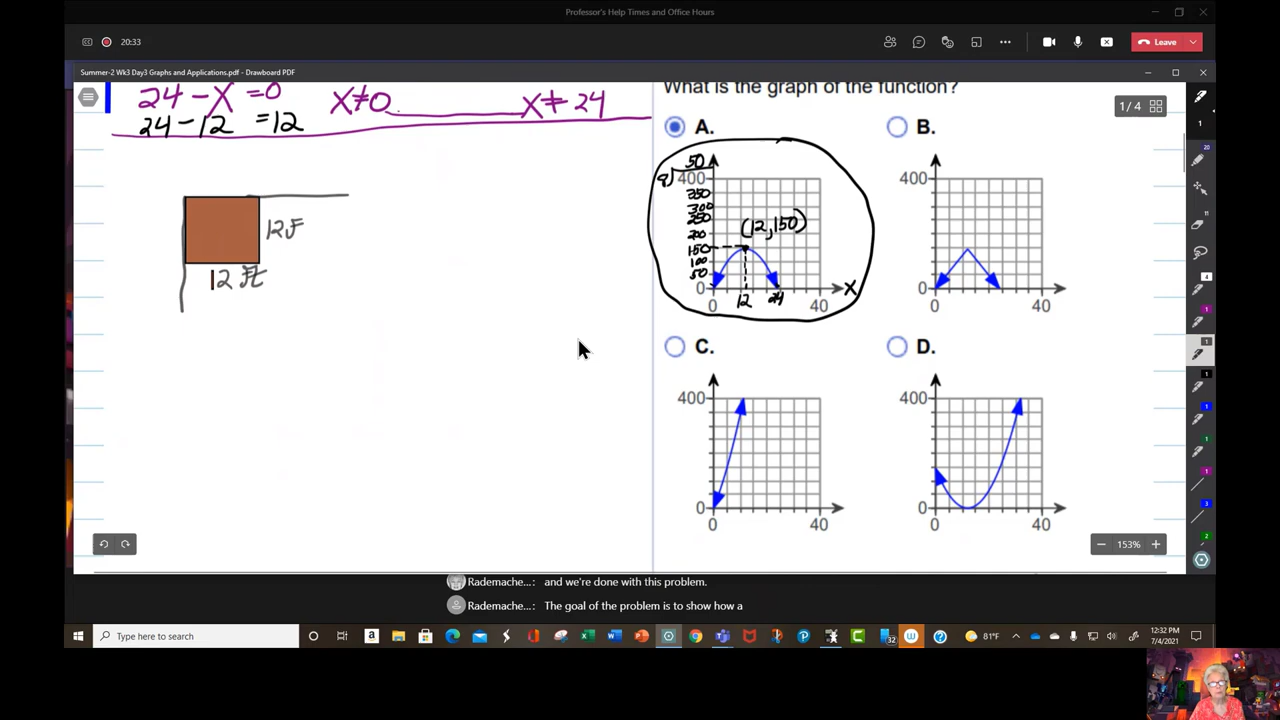 Professor's Help Times and Office Hours
20:33
Leave
Summer-2 Wk3 Day3 Graphs and Applications.pdf - Drawboard PDF
24 - X = 0 X ≠ 0 X ≠ 24
24 - 12 = 12
12 F
12 ft
What is the graph of the function?
1/4
A.
50
400
350
300
250
200
150
100
50
0
(12,150)
12
24
X
0
40
B.
400
0
0
40
C.
400
0
0
40
D.
400
0
0
40
153%
Rademache...: and we're done with this problem.
Rademache...: The goal of the problem is to show how a
Type here to search
81°F
12:32 PM
7/4/2021